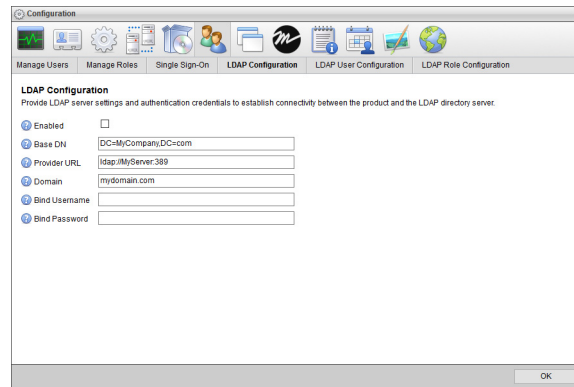 Configuration
Manage Users Manage Roles Single Sign-On LDAP Configuration LDAP User Configuration LDAP Role Configuration
LDAP Configuration
Provide LDAP server settings and authentication credentials to establish connectivity between the product and the LDAP directory server.
Enabled
Base DN DC=MyCompany,DC=com
Provider URL ldap://MyServer:389
Domain mydomain.com
Bind Username
Bind Password
OK